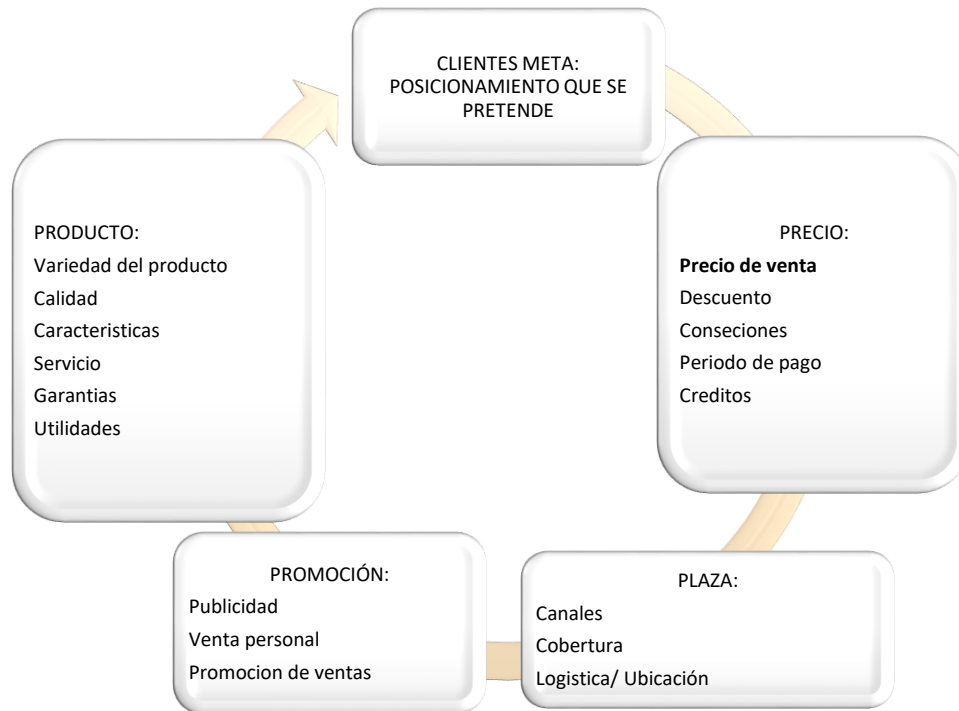 CLIENTES META:
POSICIONAMIENTO QUE SE
PRETENDE
PRODUCTO:
Variedad del producto
Calidad
Caracteristicas
Servicio
Garantias
Utilidades
PRECIO:
Precio de venta
Descuento
Conseciones
Periodo de pago
Creditos
PROMOCIÓN:
Publicidad
Venta personal
Promocion de ventas
PLAZA:
Canales
Cobertura
Logistica/ Ubicación